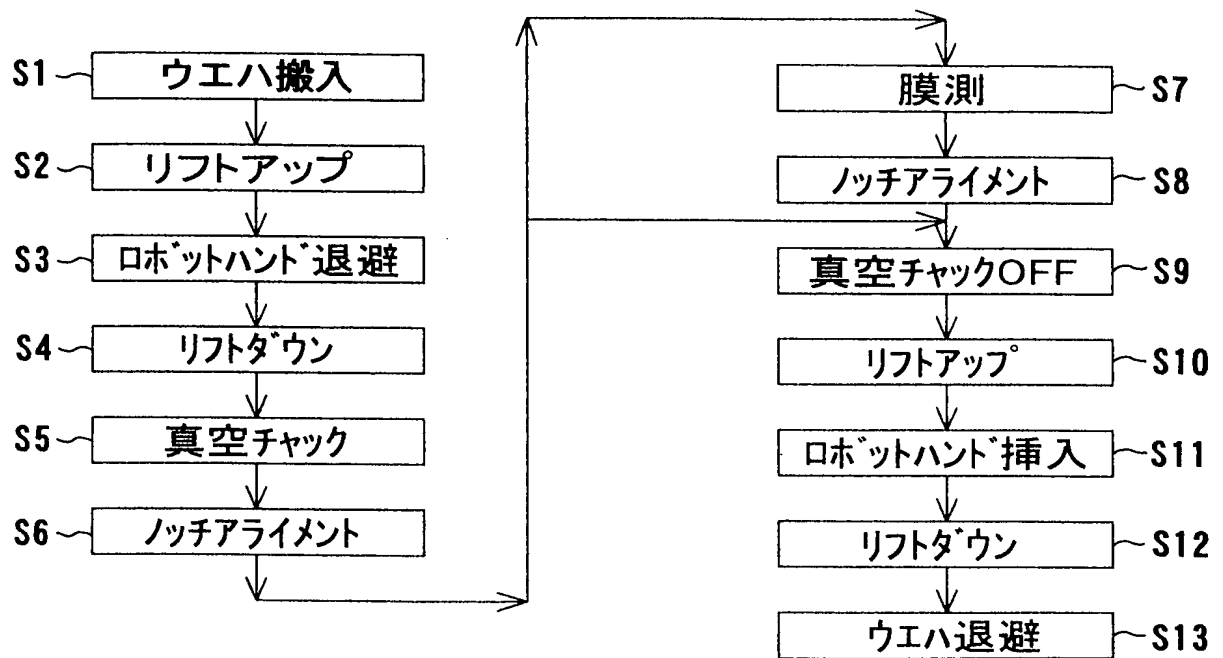 S1 ウエハ搬入
S2 リフトアップ
S3 ロボットハンド退避
S4 リフトダウン
S5 真空チャック
S6 ノッチアライメント
膜測 S7
ノッチアライメント S8
真空チャックOFF S9
リフトアップ S10
ロボットハンド挿入 S11
リフトダウン S12
ウエハ退避 S13